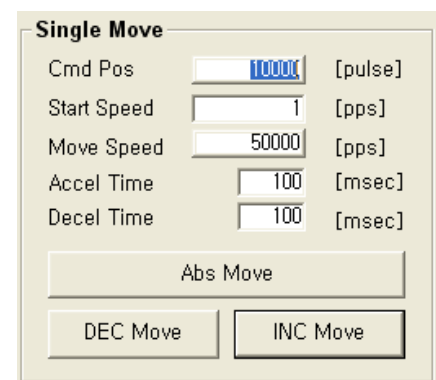 Single Move
Cmd Pos 10000 [pulse]
Start Speed 1 [pps]
Move Speed 50000 [pps]
Accel Time 100 [msec]
Decel Time 100 [msec]
Abs Move
DEC Move INC Move